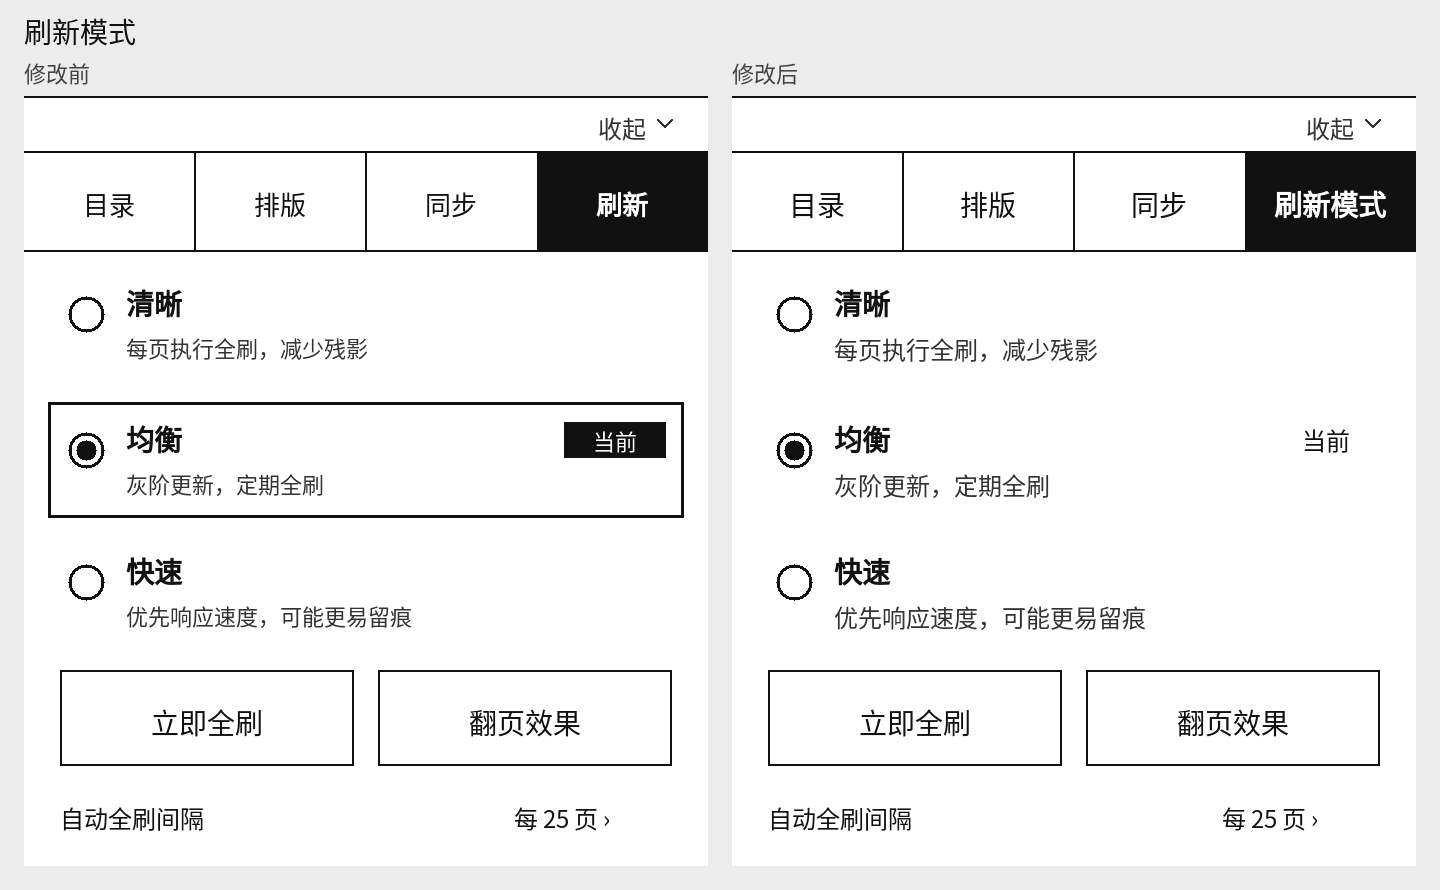 刷新模式
修改前
收起
目录 排版 同步 刷新
清晰
每页执行全刷，减少残影
均衡 当前
灰阶更新，定期全刷
快速
优先响应速度，可能更易留痕
立即全刷 翻页效果
自动全刷间隔 每 25 页 ›
修改后
收起
目录 排版 同步 刷新模式
清晰
每页执行全刷，减少残影
均衡 当前
灰阶更新，定期全刷
快速
优先响应速度，可能更易留痕
立即全刷 翻页效果
自动全刷间隔 每 25 页 ›